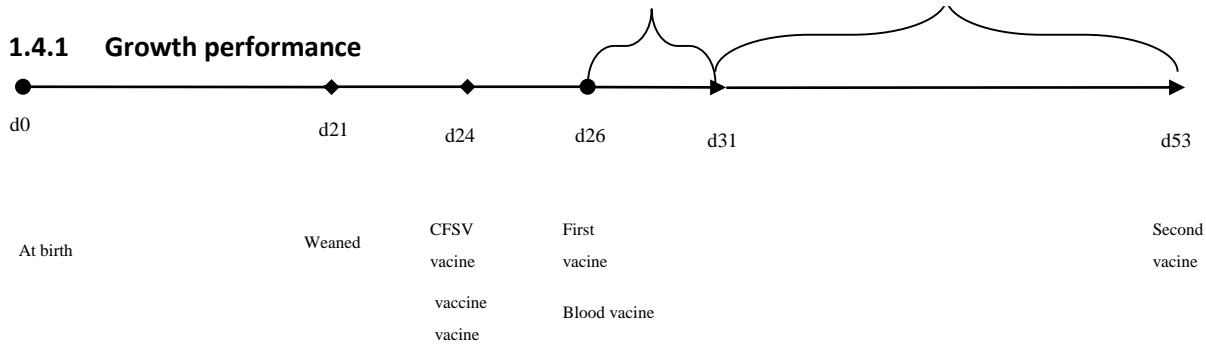 1.4.1 Growth performance
d0
d21
d24
d26
d31
d53
At birth
Weaned
CFSV
vacine
vaccine
vacine
First
vacine
Blood vacine
Second
vacine